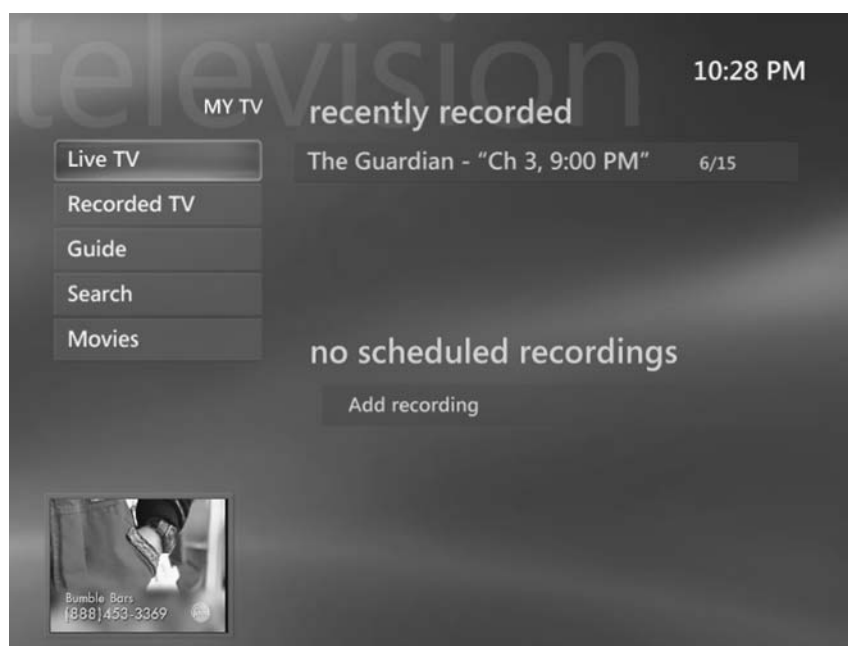 television
10:28 PM
MY TV
recently recorded
Live TV
The Guardian - “Ch 3, 9:00 PM” 6/15
Recorded TV
Guide
Search
Movies
no scheduled recordings
Add recording
Bumble Bars
(888)453-3369